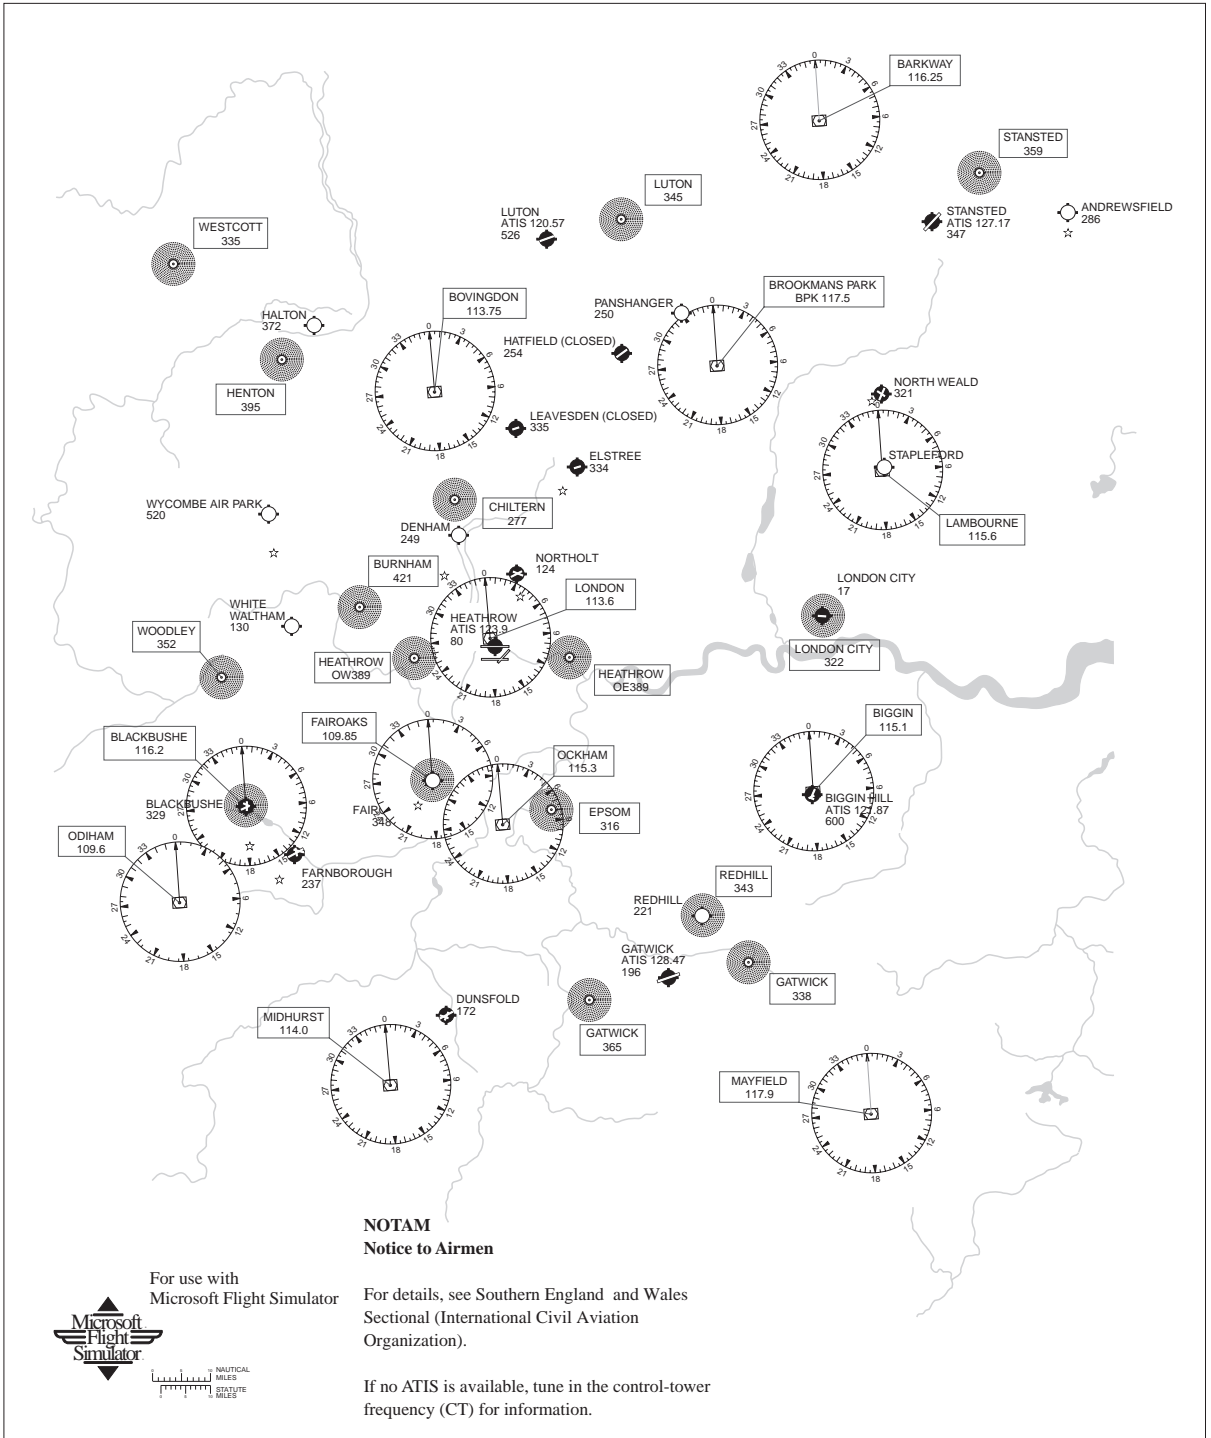 BARKWAY
116.25
STANSTED
359
LUTON
345
LUTON
ATIS 120.57
526
STANSTED
ATIS 127.17
347
ANDREWSFIELD
286
WESTCOTT
335
BROOKMANS PARK
BPK 117.5
BOVINGDON
113.75
PANSHANGER
250
HALTON
372
HATFIELD (CLOSED)
254
HENTON
395
NORTH WEALD
321
LEAVESDEN (CLOSED)
335
ELSTREE
334
STAPLEFORD
WYCOMBE AIR PARK
520
CHILTERN
277
DENHAM
249
LAMBOURNE
115.6
BURNHAM
421
NORTHOLT
124
LONDON
113.6
LONDON CITY
17
WHITE
WALTHAM
130
HEATHROW
ATIS 123.9
80
WOODLEY
352
HEATHROW
OW389
HEATHROW
OE389
LONDON CITY
322
BLACKBUSHE
116.2
FAIROAKS
109.85
OCKHAM
115.3
BIGGIN
115.1
BLACKBUSHE
329
348
EPSOM
316
BIGGIN HILL
ATIS 121.87
600
ODIHAM
109.6
FARNBOROUGH
237
REDHILL
343
REDHILL
221
GATWICK
ATIS 128.47
196
GATWICK
338
DUNSFOLD
172
MIDHURST
114.0
GATWICK
365
MAYFIELD
117.9
NOTAM
Notice to Airmen
For use with
Microsoft Flight Simulator
For details, see Southern England and Wales
Sectional (International Civil Aviation
Organization).
Microsoft
Flight
Simulator
NAUTICAL
MILES
STATUTE
MILES
If no ATIS is available, tune in the control-tower
frequency (CT) for information.